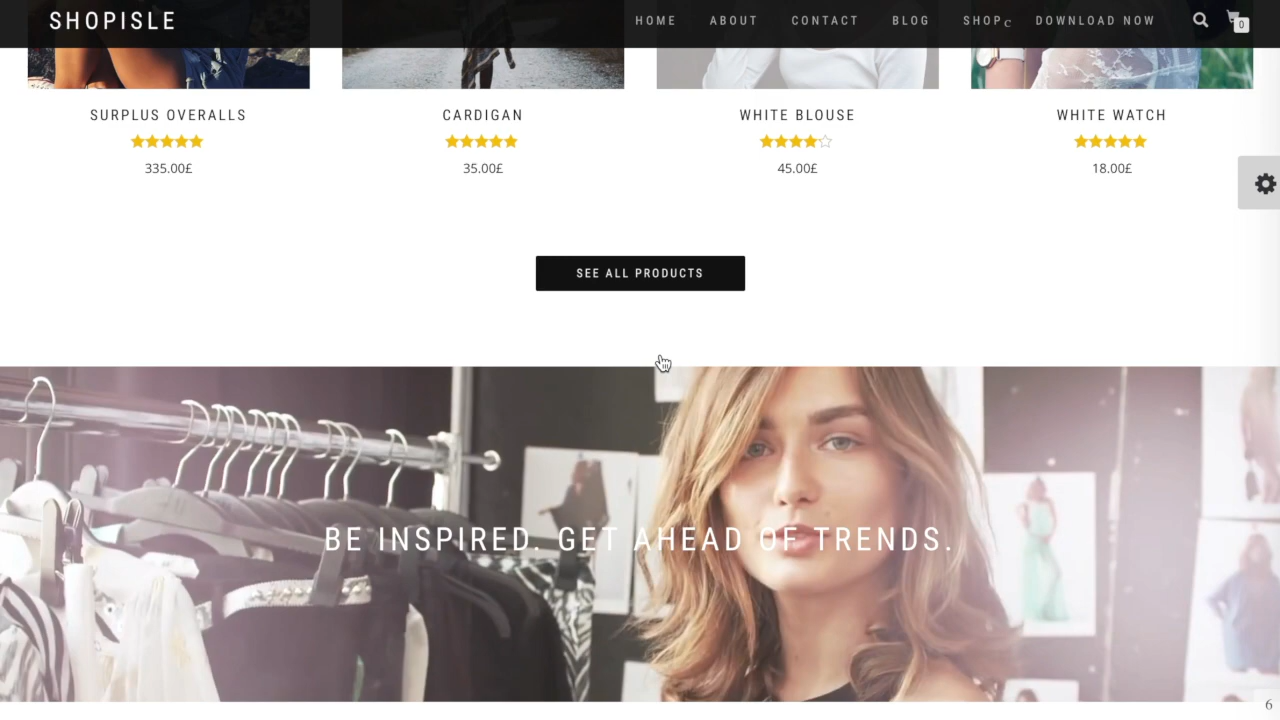 SHOPISLE
HOME ABOUT CONTACT BLOG SHOP DOWNLOAD NOW
0
SURPLUS OVERALLS
335.00£
CARDIGAN
35.00£
WHITE BLOUSE
45.00£
WHITE WATCH
18.00£
SEE ALL PRODUCTS
BE INSPIRED. GET AHEAD OF TRENDS.
6